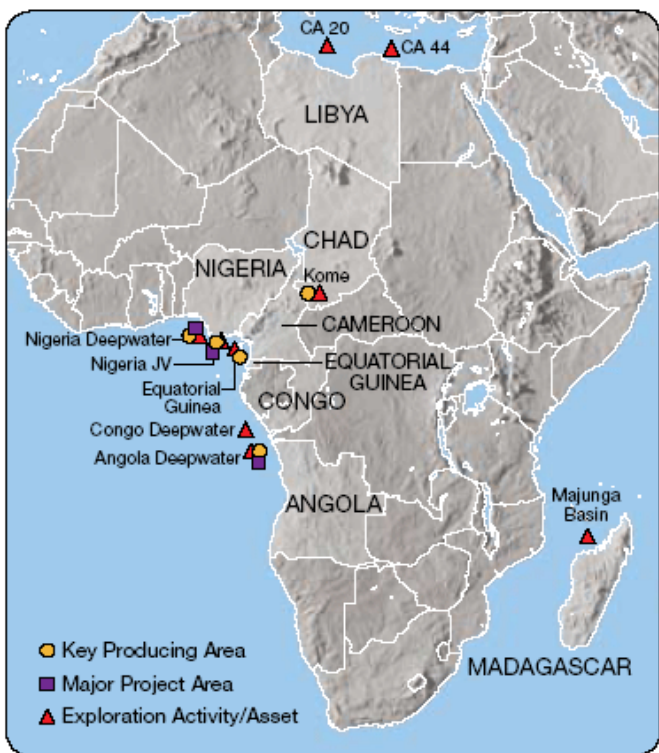 CA 20
CA 44
LIBYA
CHAD
NIGERIA
Kome
CAMEROON
Nigeria Deepwater
Nigeria JV
EQUATORIAL
GUINEA
Equatorial
Guinea
CONGO
Congo Deepwater
Angola Deepwater
ANGOLA
Majunga
Basin
Key Producing Area
Major Project Area
MADAGASCAR
Exploration Activity/Asset